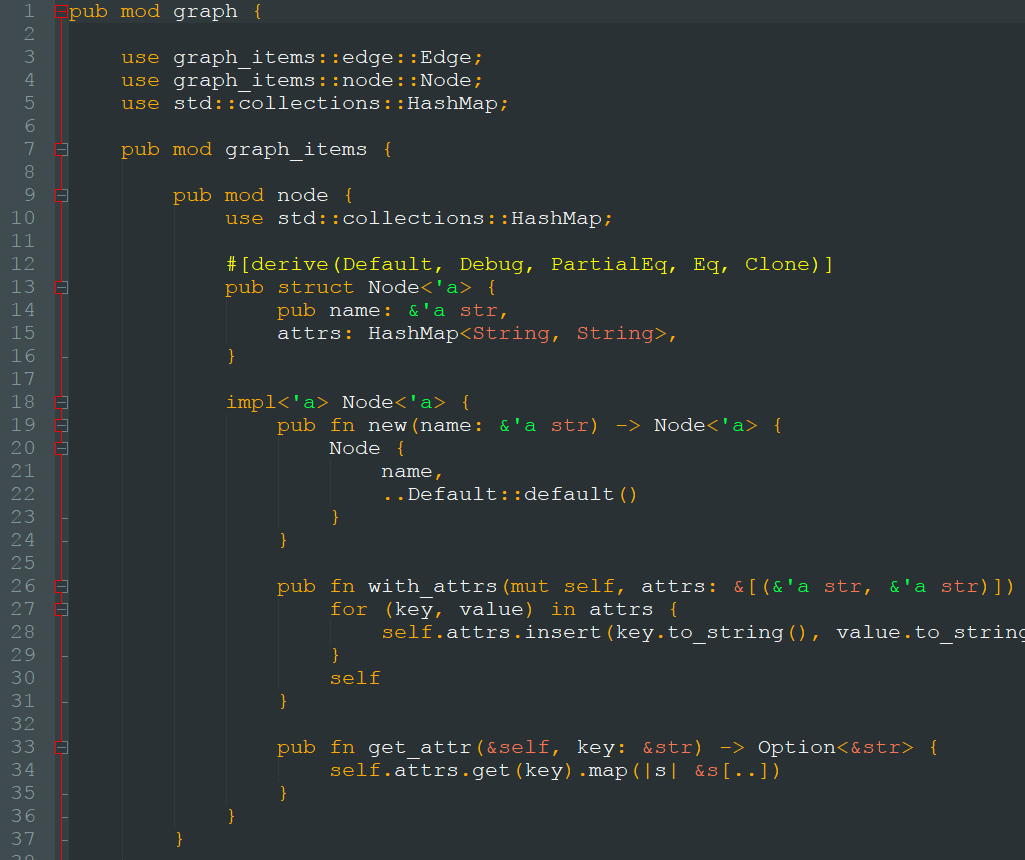 1 pub mod graph {
2
3     use graph_items::edge::Edge;
4     use graph_items::node::Node;
5     use std::collections::HashMap;
6
7     pub mod graph_items {
8
9         pub mod node {
10             use std::collections::HashMap;
11
12             #[derive(Default, Debug, PartialEq, Eq, Clone)]
13             pub struct Node<'a> {
14                 pub name: &'a str,
15                 attrs: HashMap<String, String>,
16             }
17
18             impl<'a> Node<'a> {
19                 pub fn new(name: &'a str) -> Node<'a> {
20                     Node {
21                         name,
22                         ..Default::default()
23                     }
24                 }
25
26                 pub fn with_attrs(mut self, attrs: &[(&'a str, &'a str)])
27                     for (key, value) in attrs {
28                         self.attrs.insert(key.to_string(), value.to_string
29                     }
30                     self
31                 }
32
33                 pub fn get_attr(&self, key: &str) -> Option<&str> {
34                     self.attrs.get(key).map(|s| &s[..])
35                 }
36             }
37         }